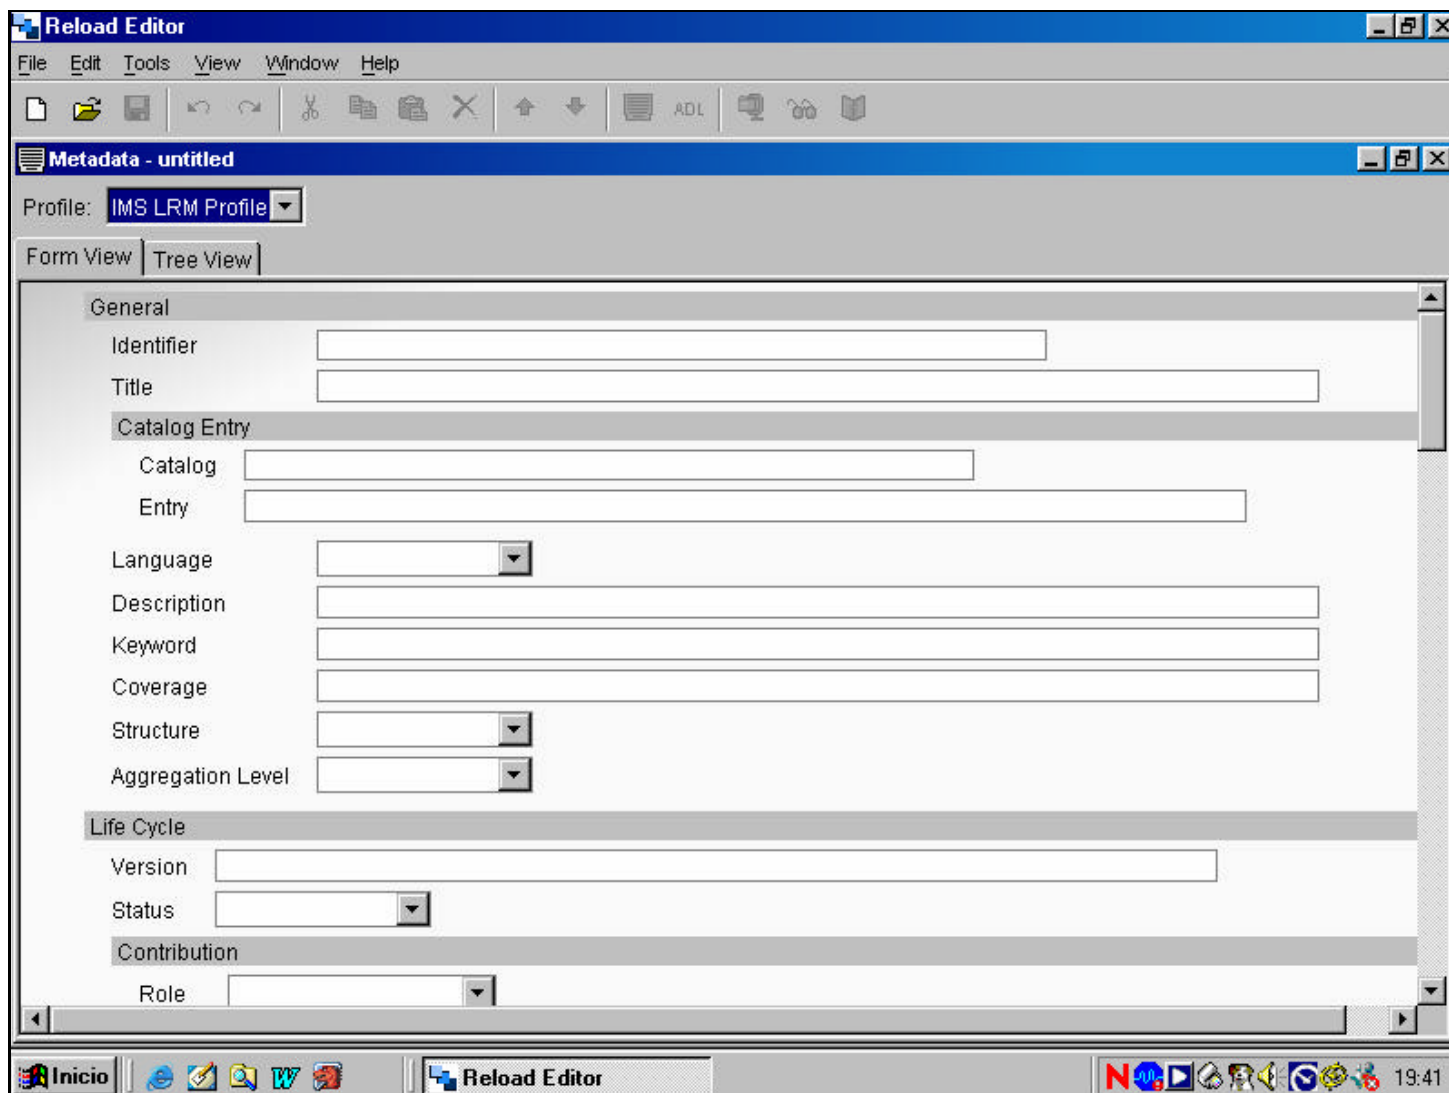 Reload Editor
File Edit Tools View Window Help
ADL
Metadata - untitled
Profile: IMS LRM Profile
Form View Tree View
General
Identifier
Title
Catalog Entry
Catalog
Entry
Language
Description
Keyword
Coverage
Structure
Aggregation Level
Life Cycle
Version
Status
Contribution
Role
Inicio Reload Editor N 19:41